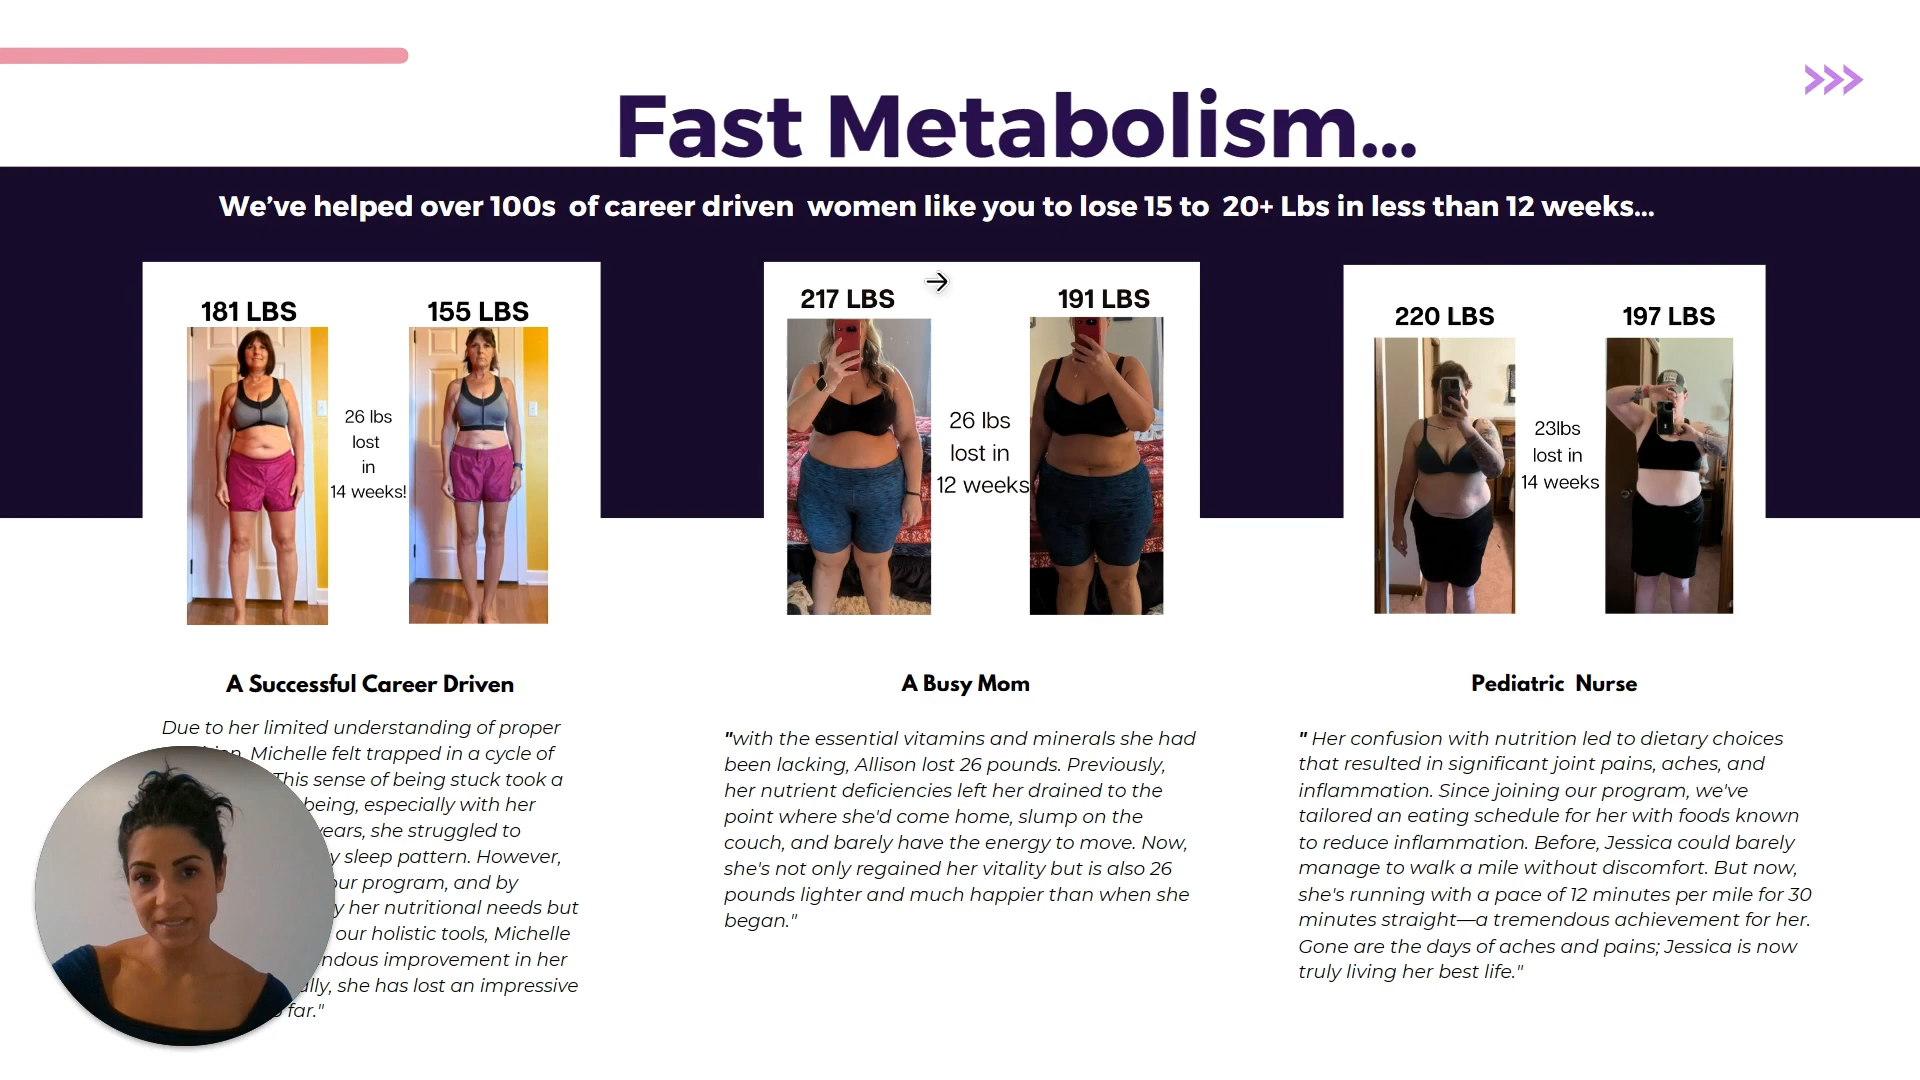 Fast Metabolism...
We've helped over 100s of career driven women like you to lose 15 to 20+ Lbs in less than 12 weeks...
181 LBS
155 LBS
26 lbs
lost
in
14 weeks!
217 LBS
191 LBS
26 lbs
lost in
12 weeks
220 LBS
197 LBS
23lbs
lost in
14 weeks
A Successful Career Driven
Due to her limited understanding of proper
Michelle felt trapped in a cycle of
This sense of being stuck took a
being, especially with her
years, she struggled to
sleep pattern. However,
our program, and by
her nutritional needs but
our holistic tools, Michelle
improvement in her
she has lost an impressive
far."
A Busy Mom
"with the essential vitamins and minerals she had
been lacking, Allison lost 26 pounds. Previously,
her nutrient deficiencies left her drained to the
point where she'd come home, slump on the
couch, and barely have the energy to move. Now,
she's not only regained her vitality but is also 26
pounds lighter and much happier than when she
began."
Pediatric Nurse
" Her confusion with nutrition led to dietary choices
that resulted in significant joint pains, aches, and
inflammation. Since joining our program, we've
tailored an eating schedule for her with foods known
to reduce inflammation. Before, Jessica could barely
manage to walk a mile without discomfort. But now,
she's running with a pace of 12 minutes per mile for 30
minutes straight—a tremendous achievement for her.
Gone are the days of aches and pains; Jessica is now
truly living her best life."